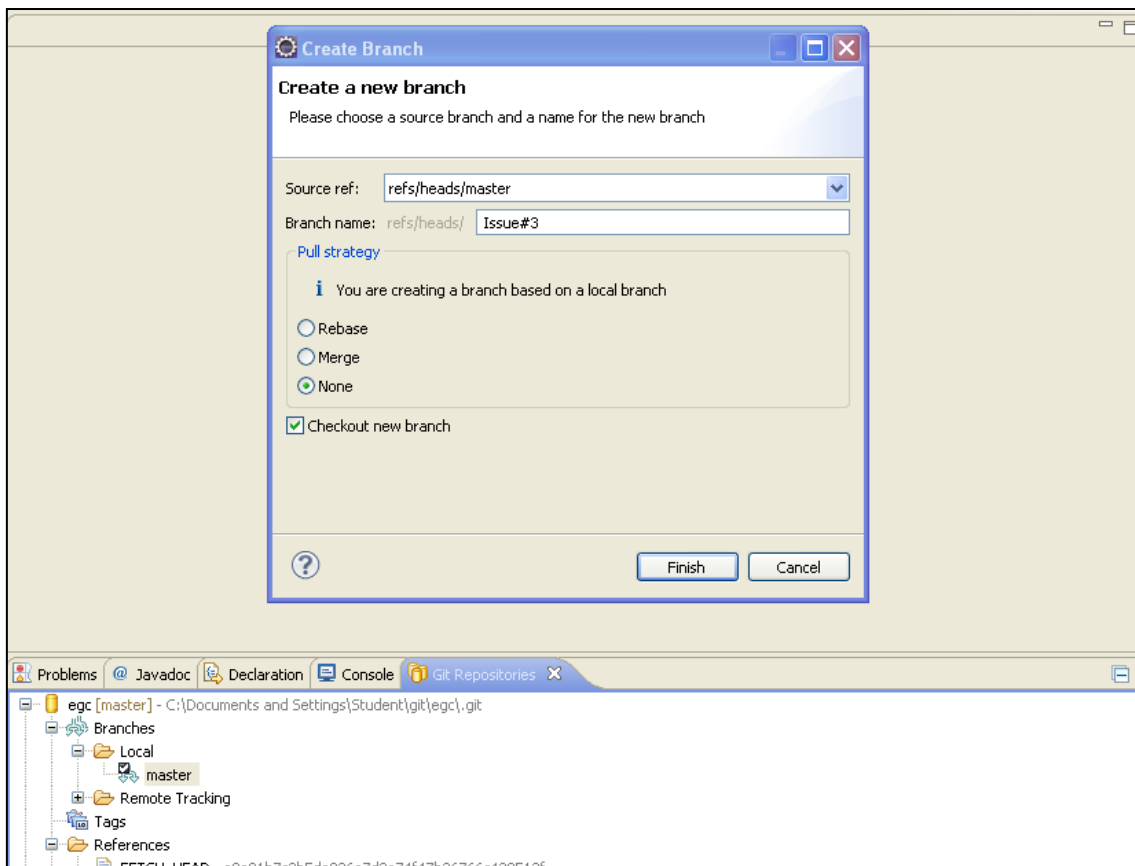 Create Branch
Create a new branch
Please choose a source branch and a name for the new branch
Source ref: refs/heads/master
Branch name: refs/heads/ Issue#3
Pull strategy
You are creating a branch based on a local branch
Rebase
Merge
None
Checkout new branch
Finish Cancel
Problems @ Javadoc Declaration Console Git Repositories
egc [master] - C:\Documents and Settings\Student\git\egc\.git
Branches
Local
master
Remote Tracking
Tags
References